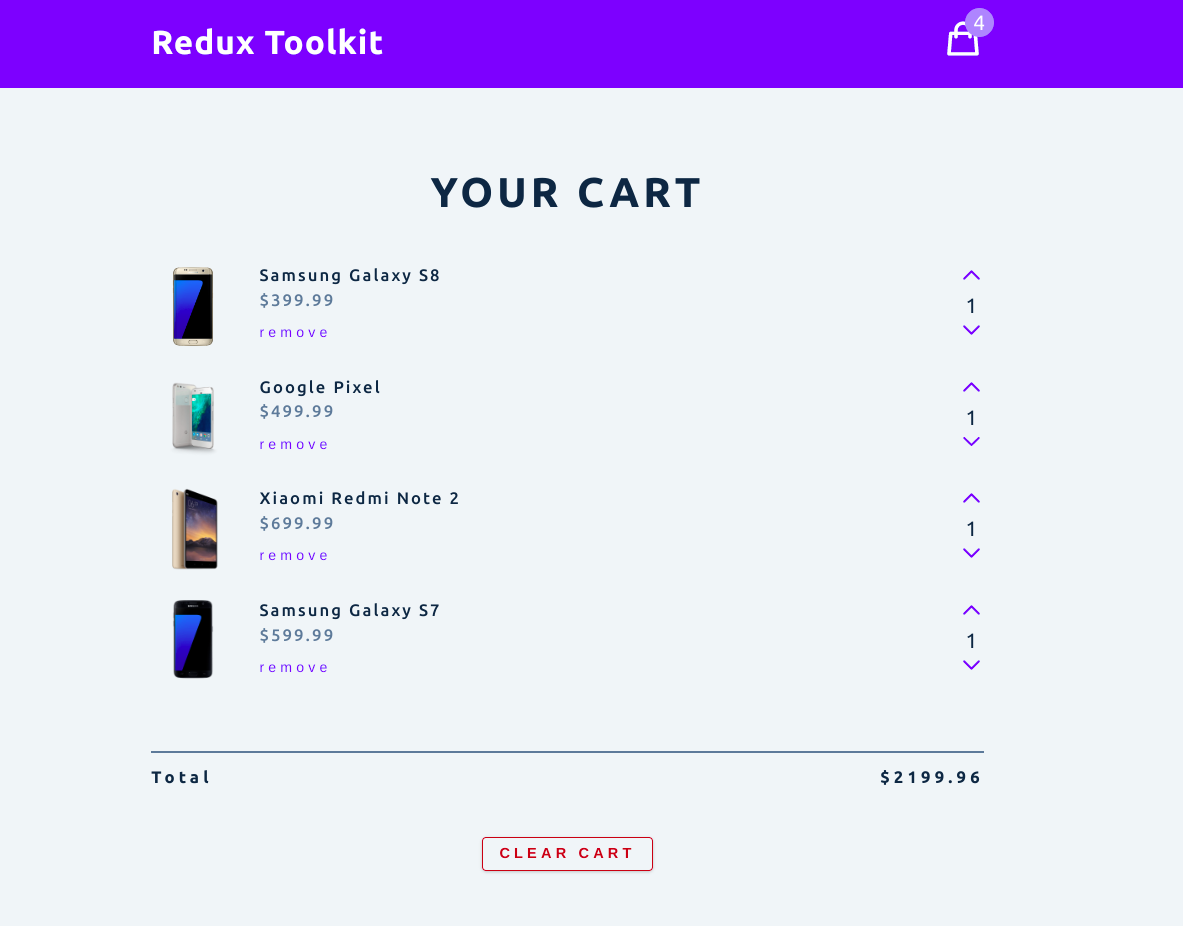 Redux Toolkit
4
YOUR CART
Samsung Galaxy S8
$399.99
remove
1
Google Pixel
$499.99
remove
1
Xiaomi Redmi Note 2
$699.99
remove
1
Samsung Galaxy S7
$599.99
remove
1
Total $2199.96
CLEAR CART